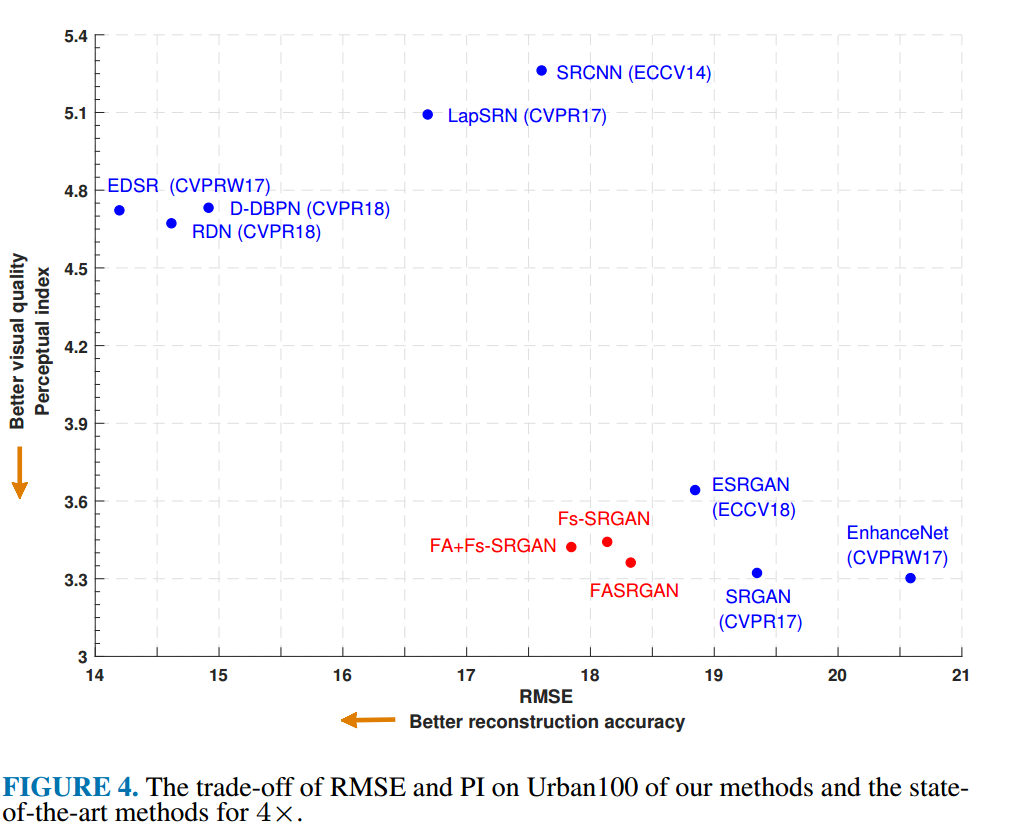 5.4
SRCNN (ECCV14)
5.1
LapSRN (CVPR17)
4.8
EDSR (CVPRW17)
D-DBPN (CVPR18)
RDN (CVPR18)
4.5
4.2
3.9
3.6
3.3
3
Better visual quality
Perceptual index
ESRGAN
(ECCV18)
Fs-SRGAN
FA+Fs-SRGAN
FASRGAN
EnhanceNet
(CVPRW17)
SRGAN
(CVPR17)
14 15 16 17 18 19 20 21
RMSE
Better reconstruction accuracy
FIGURE 4. The trade-off of RMSE and PI on Urban100 of our methods and the state-
of-the-art methods for 4×.